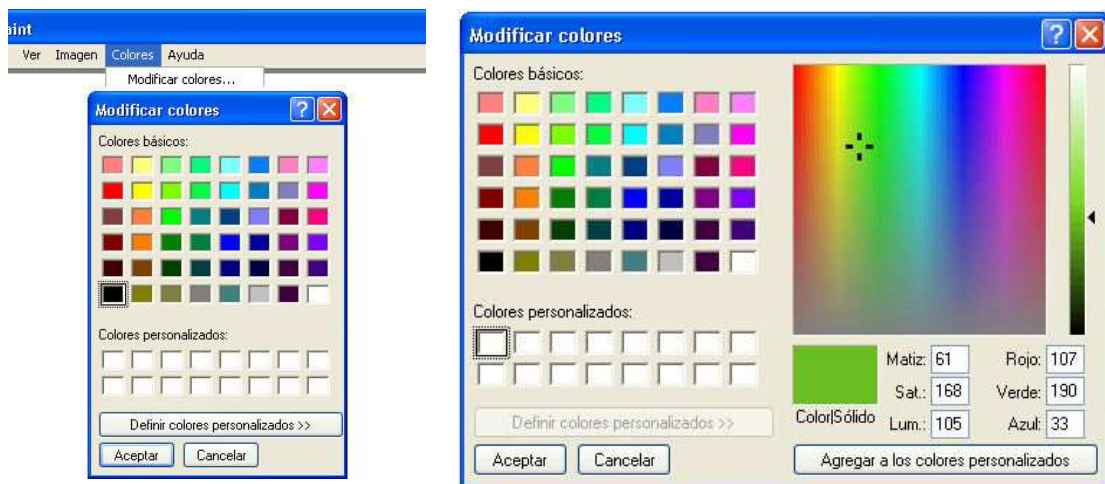 aint
Ver Imagen Colores Ayuda
Modificar colores...
Modificar colores
Colores básicos:
Colores personalizados:
Definir colores personalizados >>
Aceptar Cancelar
Modificar colores
Colores básicos:
Colores personalizados:
Definir colores personalizados >>
Aceptar Cancelar
Color|Sólido
Matiz: 61 Rojo: 107
Sat.: 168 Verde: 190
Lum.: 105 Azul: 33
Agregar a los colores personalizados